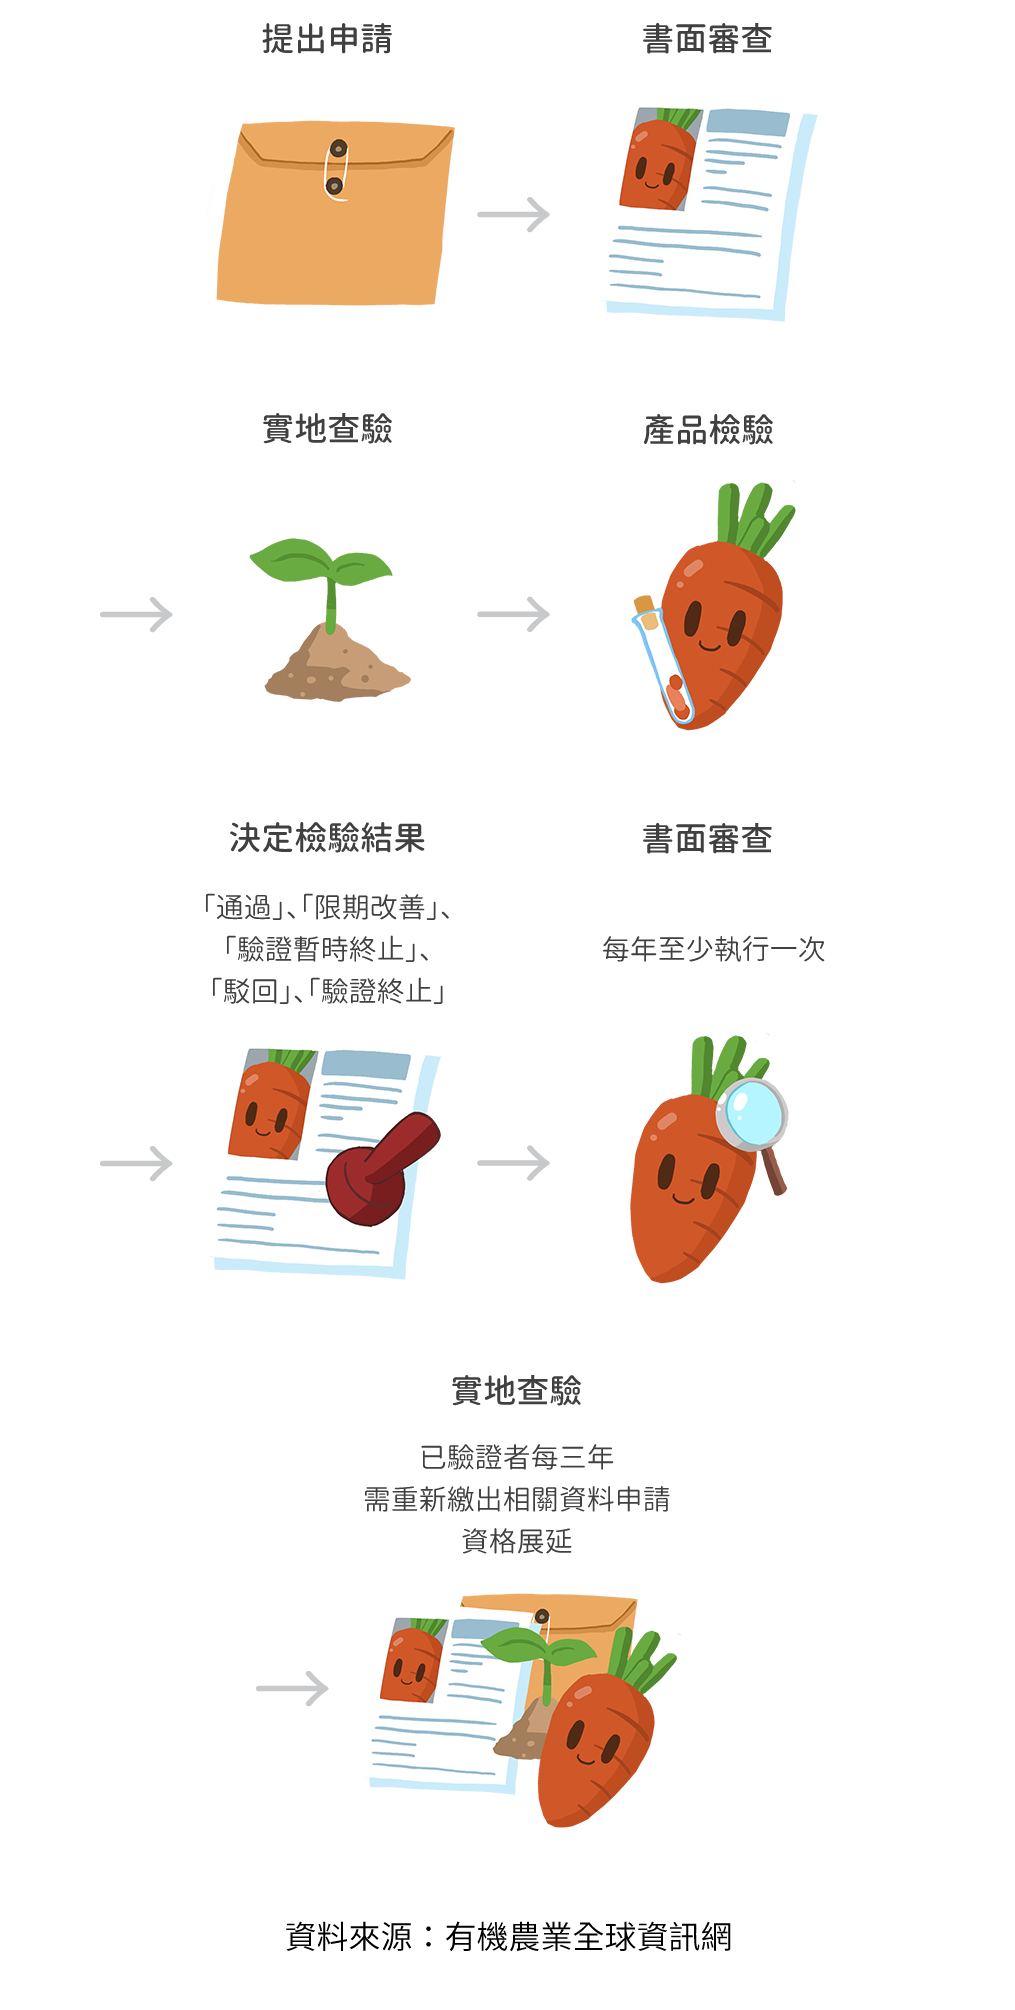 提出申請
書面審查
實地查驗
產品檢驗
決定檢驗結果
「通過」、「限期改善」、
「驗證暫時終止」、
「駁回」、「驗證終止」
書面審查
每年至少執行一次
實地查驗
已驗證者每三年
需重新繳出相關資料申請
資格展延
資料來源：有機農業全球資訊網